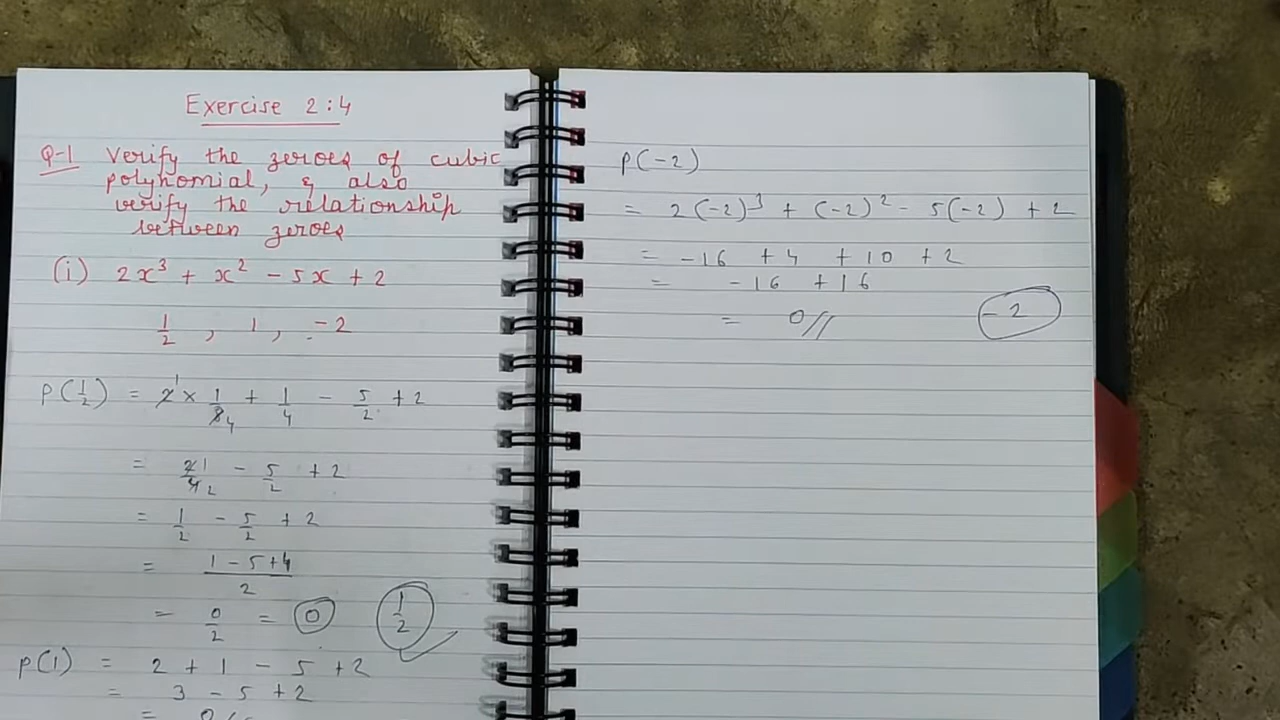 Exercise 2:4
Q-1 Verify the zeroes of cubic
polynomial, & also
verify the relationship
between zeroes
(i) 2x³ + x² - 5x + 2
1/2 , 1 , -2
P(1/2) = 2 1 × 1/8 4 + 1/4 - 5/2 + 2
= 2 1/4 2 - 5/2 + 2
= 1/2 - 5/2 + 2
= 1 - 5 + 4 / 2
= 0/2 = 0 1/2
P(1) = 2 + 1 - 5 + 2
= 3 - 5 + 2
P(-2)
= 2(-2)³ + (-2)² - 5(-2) + 2
= -16 + 4 + 10 + 2
= -16 + 16
= 0// -2